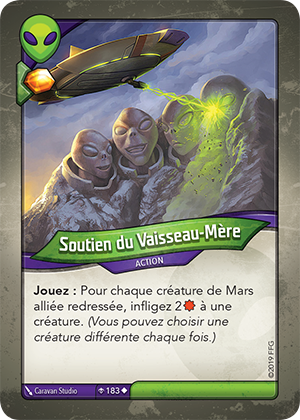 Soutien du Vaisseau-Mère
ACTION
Jouez : Pour chaque créature de Mars
alliée redressée, infligez 2 à une
créature. (Vous pouvez choisir une
créature différente chaque fois.)
©2019 FFG
Caravan Studio
183